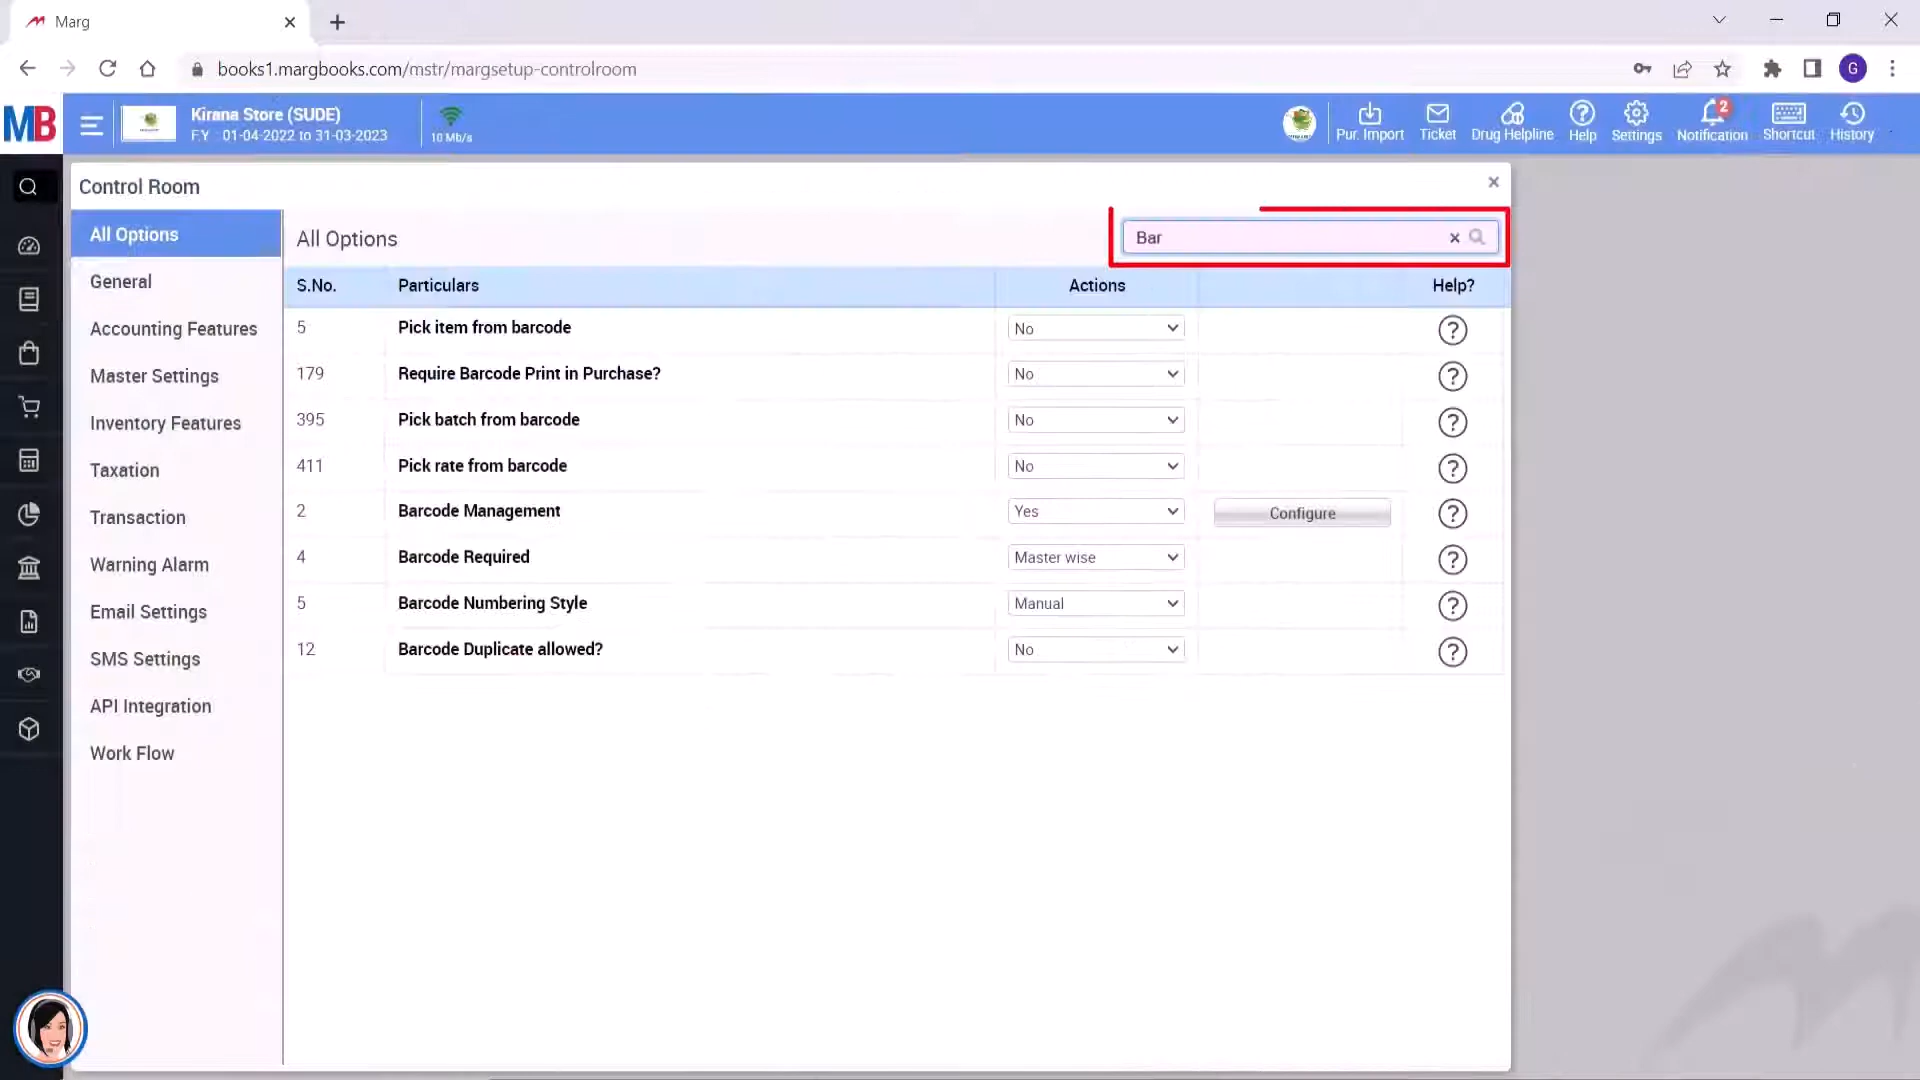 Marg
books1.margbooks.com/mstr/margsetup-controlroom
G
MB
Kirana Store (SUDE)
F.Y : 01-04-2022 to 31-03-2023
10 Mb/s
Pur. Import
Ticket
Drug Helpline
Help
Settings
2
Notification
Shortcut
History
Control Room
All Options
General
Accounting Features
Master Settings
Inventory Features
Taxation
Transaction
Warning Alarm
Email Settings
SMS Settings
API Integration
Work Flow
All Options
Bar
S.No. Particulars Actions Help?
5 Pick item from barcode No
179 Require Barcode Print in Purchase? No
395 Pick batch from barcode No
411 Pick rate from barcode No
2 Barcode Management Yes Configure
4 Barcode Required Master wise
5 Barcode Numbering Style Manual
12 Barcode Duplicate allowed? No